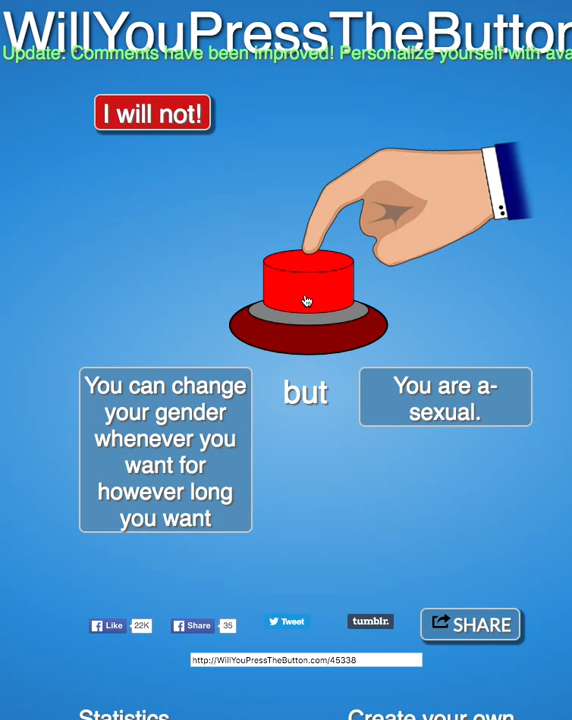 WillYouPressTheButton
Update: Comments have been improved! Personalize yourself with ava
I will not!
You can change
your gender
whenever you
want for
however long
you want
but
You are a-
sexual.
Like 22K
Share 35
Tweet
tumblr.
SHARE
http://WillYouPressTheButton.com/45338
Statistics
Create your own